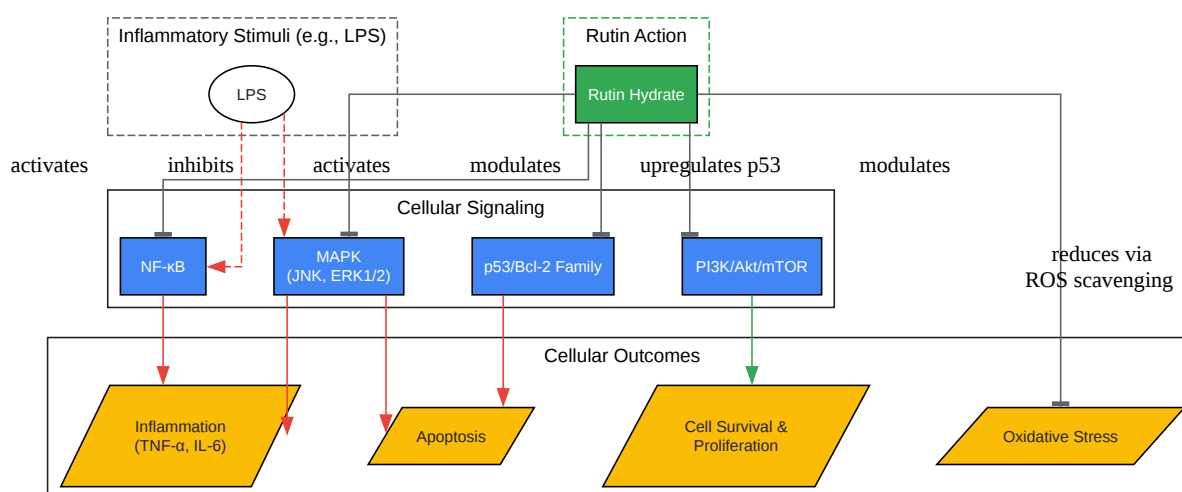 Inflammatory Stimuli (e.g., LPS)
Rutin Action
LPS
Rutin Hydrate
activates
inhibits
activates
modulates
upregulates p53
modulates
Cellular Signaling
NF-κB
MAPK
(JNK, ERK1/2)
p53/Bcl-2 Family
PI3K/Akt/mTOR
reduces via
ROS scavenging
Cellular Outcomes
Inflammation
(TNF-α, IL-6)
Apoptosis
Cell Survival &
Proliferation
Oxidative Stress